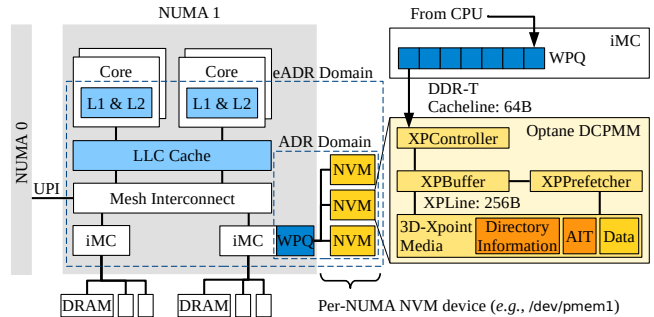 NUMA 0
NUMA 1
Core
Core
eADR Domain
L1 & L2
L1 & L2
ADR Domain
LLC Cache
UPI
Mesh Interconnect
iMC
iMC
WPQ
NVM
NVM
NVM
DRAM
DRAM
Per-NUMA NVM device (e.g., /dev/pmem1)
From CPU
iMC
WPQ
DDR-T
Cacheline: 64B
Optane DCPMM
XPController
XPBuffer
XPPrefetcher
XPLine: 256B
3D-Xpoint
Media
Directory
Information
AIT
Data